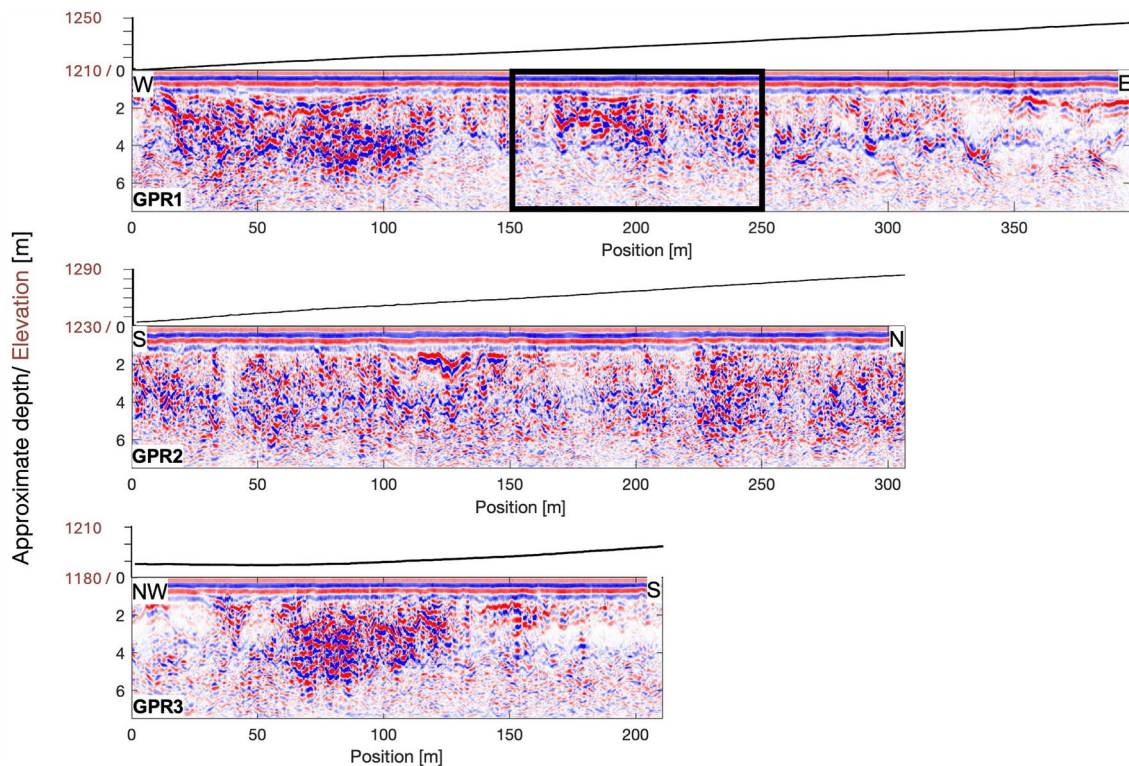 1250
1210 / 0
W
E
2
4
6
GPR1
0 50 100 150 200 250 300 350
Position [m]
Approximate depth/ Elevation [m]
1290
1230 / 0
S
N
2
4
6
GPR2
0 50 100 150 200 250 300
Position [m]
1210
1180 / 0
NW
S
2
4
6
GPR3
0 50 100 150 200
Position [m]